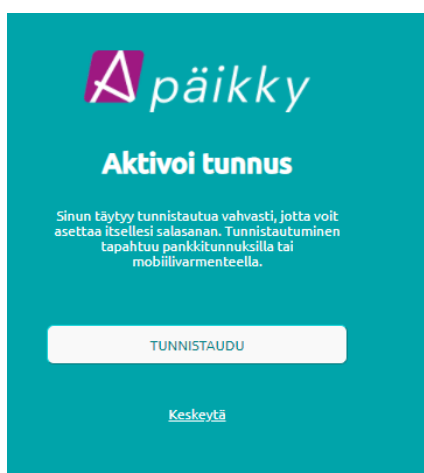 päikky
Aktivoi tunnus
Sinun täytyy tunnistautua vahvasti, jotta voit
asettaa itsellesi salasanan. Tunnistautuminen
tapahtuu pankkitunnuksilla tai
mobiilivarmenteella.
TUNNISTAUDU
Keskeytä